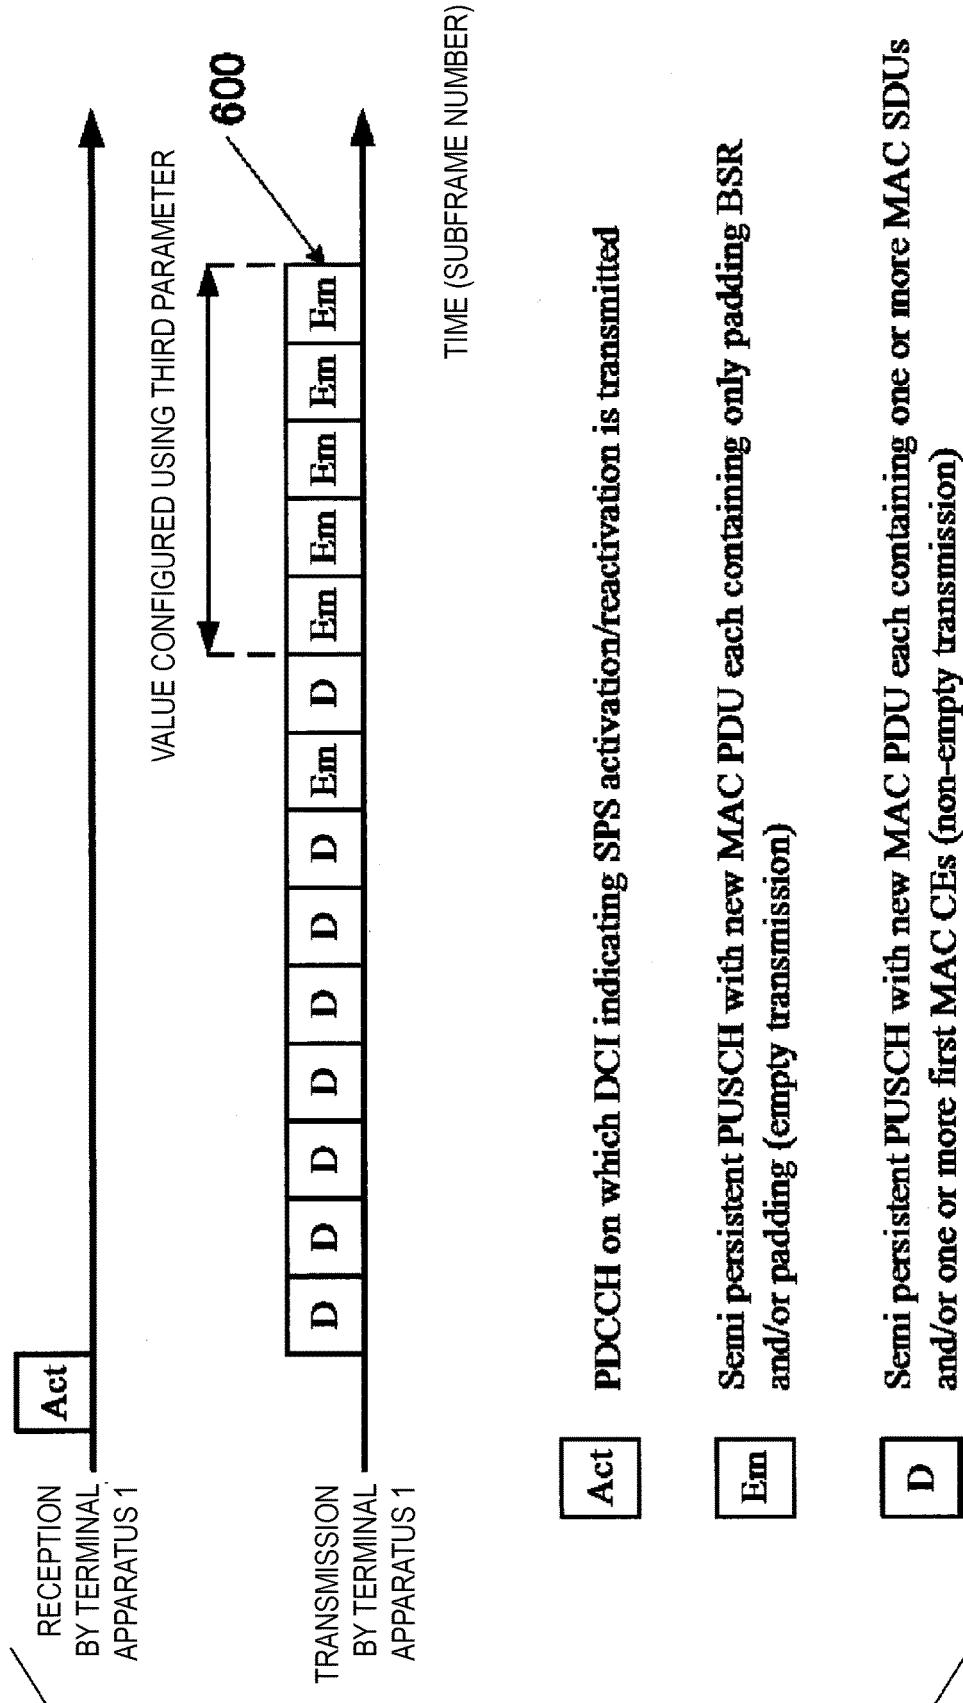 RECEPTION
BY TERMINAL
APPARATUS 1
Act
VALUE CONFIGURED USING THIRD PARAMETER
600
TRANSMISSION
BY TERMINAL
APPARATUS 1
D D D D D D D Em D Em Em Em Em Em
TIME (SUBFRAME NUMBER)
Act PDCCH on which DCI indicating SPS activation/reactivation is transmitted
Em Semi persistent PUSCH with new MAC PDU each containing only padding BSR
and/or padding (empty transmission)
D Semi persistent PUSCH with new MAC PDU each containing one or more MAC SDUs
and/or one or more first MAC CEs (non-empty transmission)